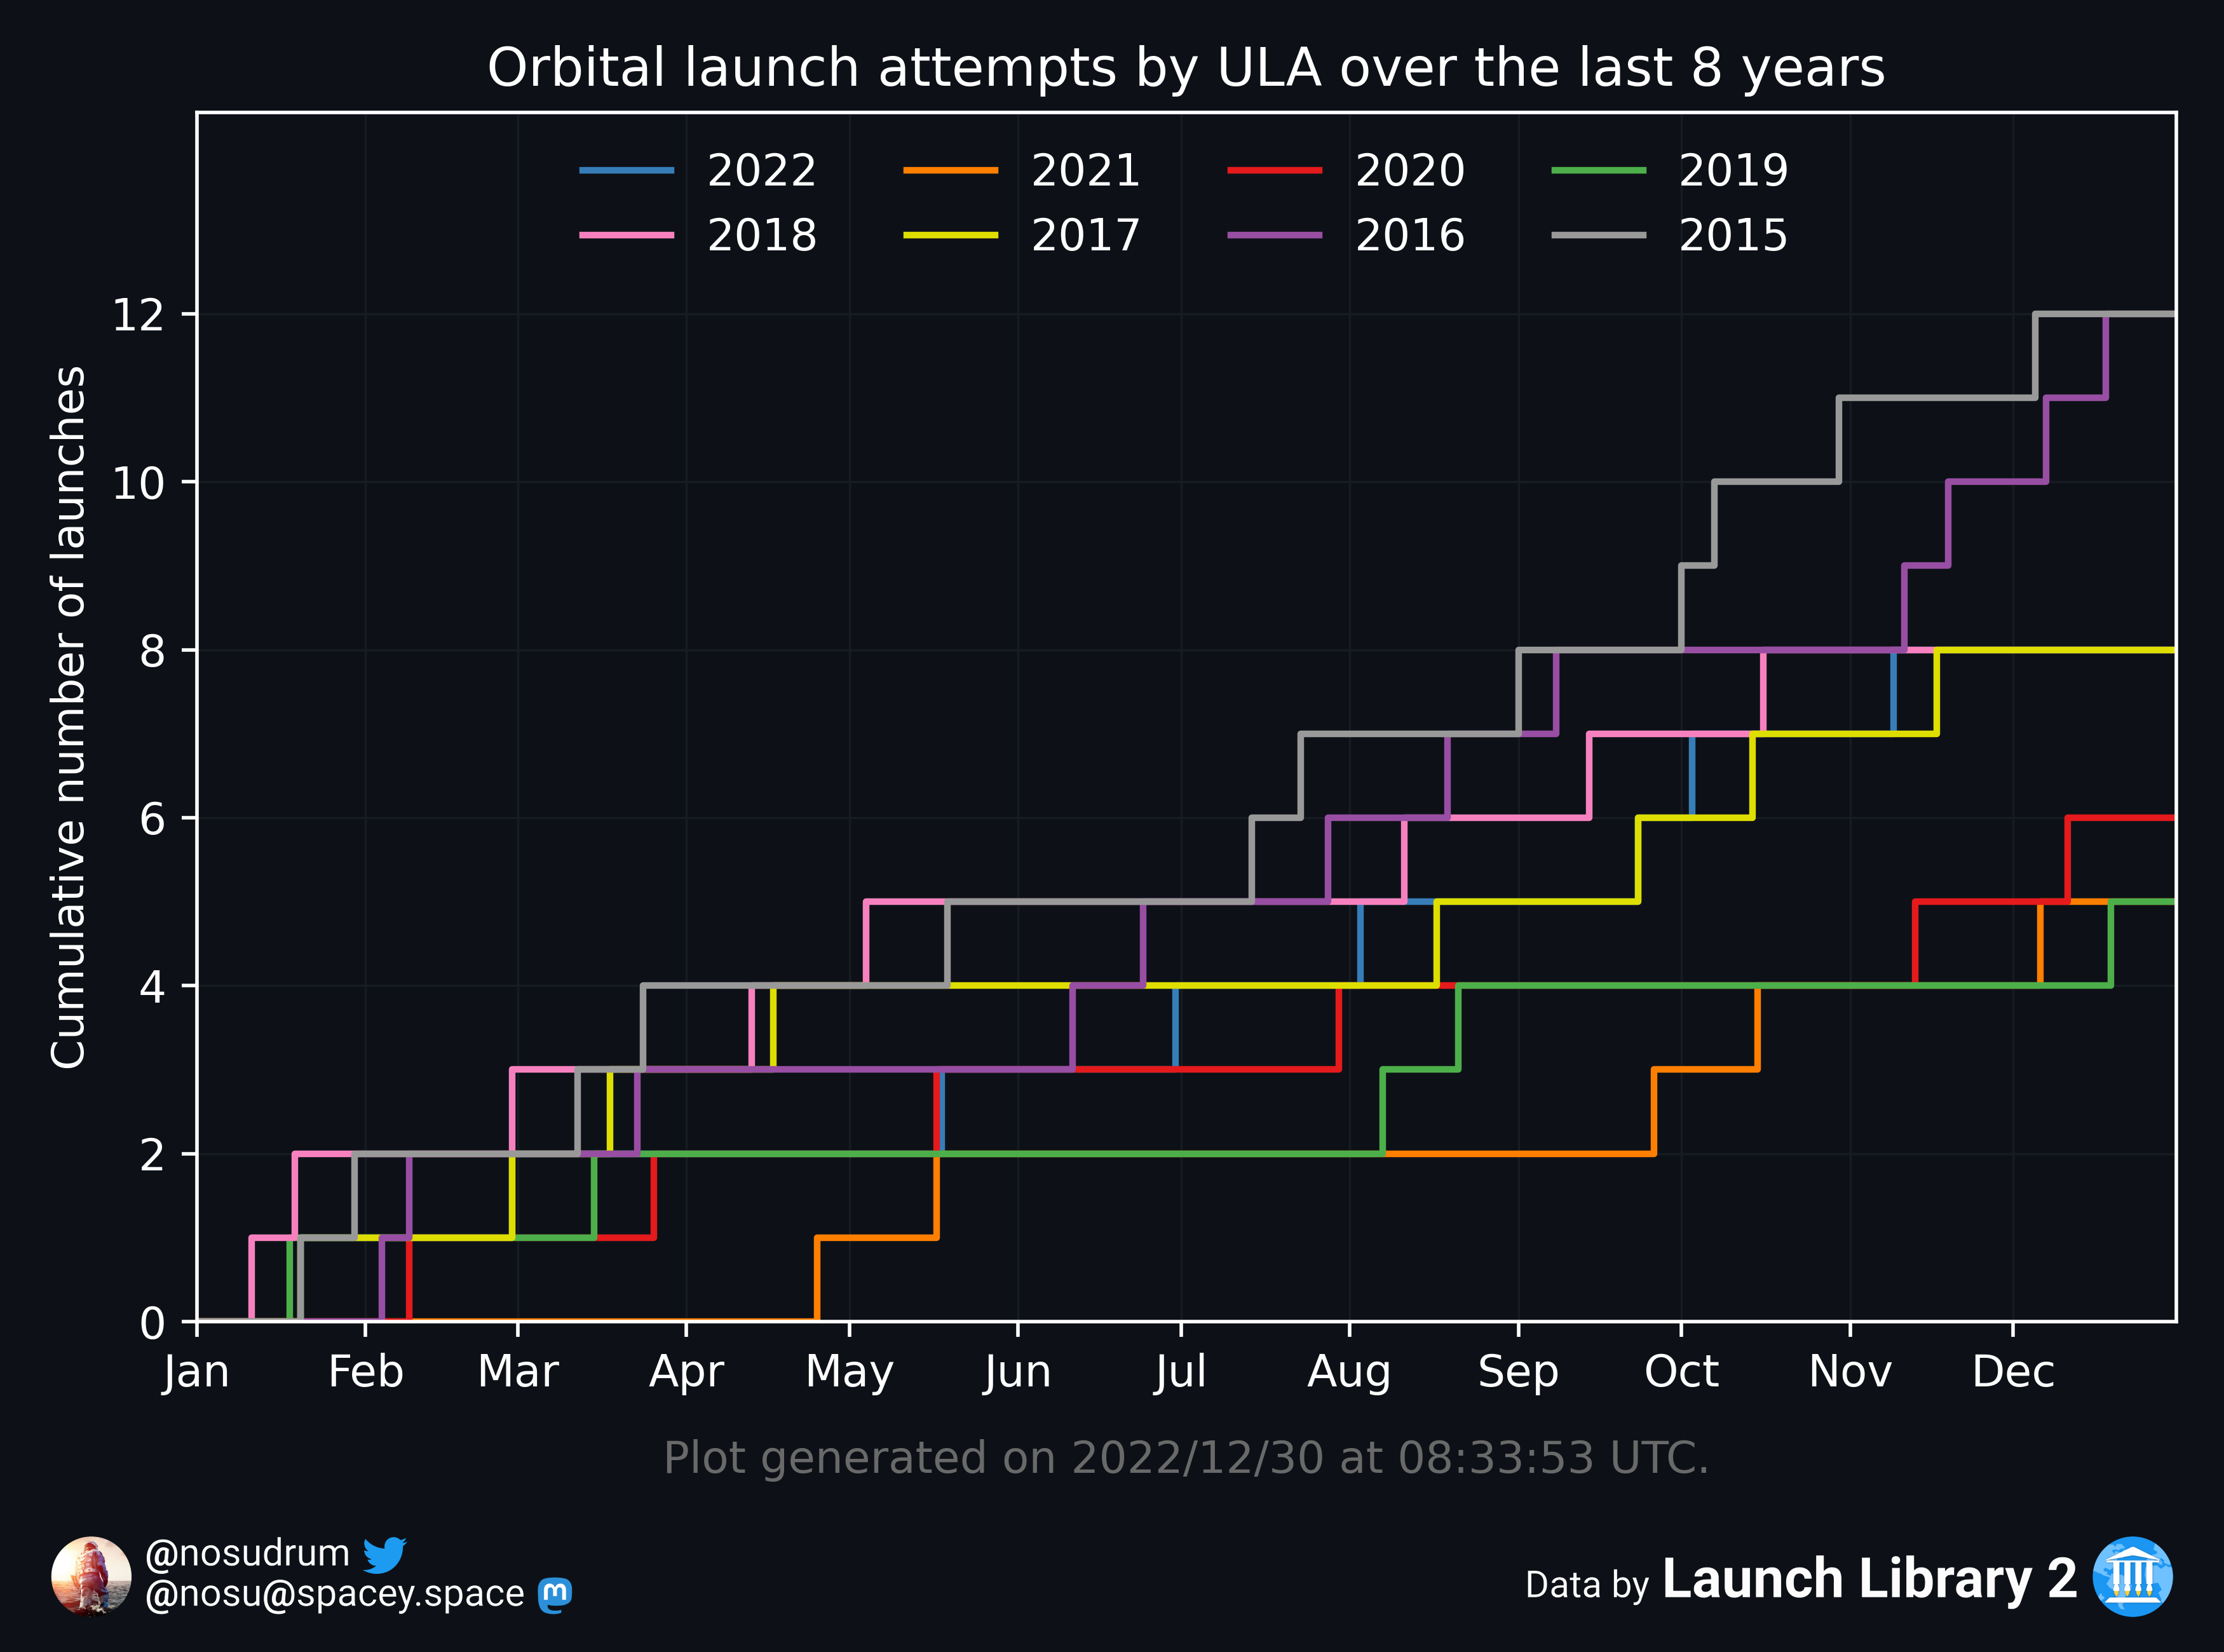 Orbital launch attempts by ULA over the last 8 years
2022 2021 2020 2019
2018 2017 2016 2015
Cumulative number of launches
12
10
8
6
4
2
0
Jan Feb Mar Apr May Jun Jul Aug Sep Oct Nov Dec
Plot generated on 2022/12/30 at 08:33:53 UTC.
@nosudrum
@nosu@spacey.space
Data by Launch Library 2